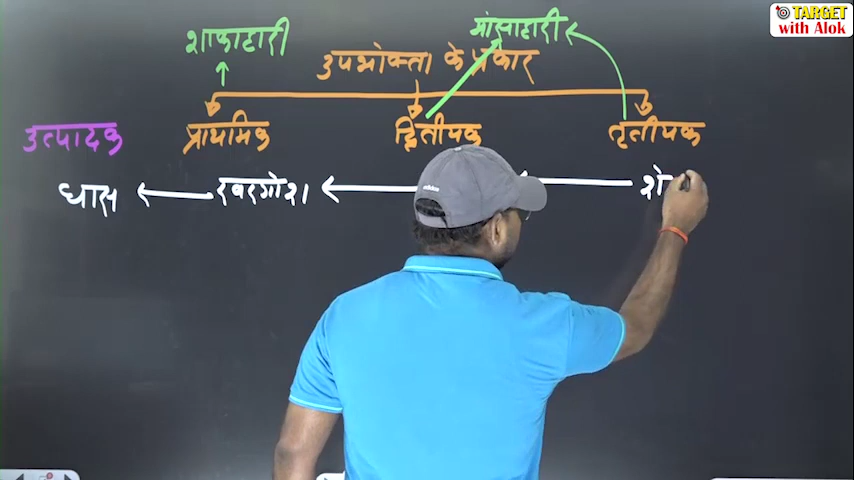 TARGET
with Alok
शाकाहारी मांसाहारी
उपभोक्ता के प्रकार
उत्पादक प्राथमिक द्वितीयक तृतीयक
घास खरगोश शे